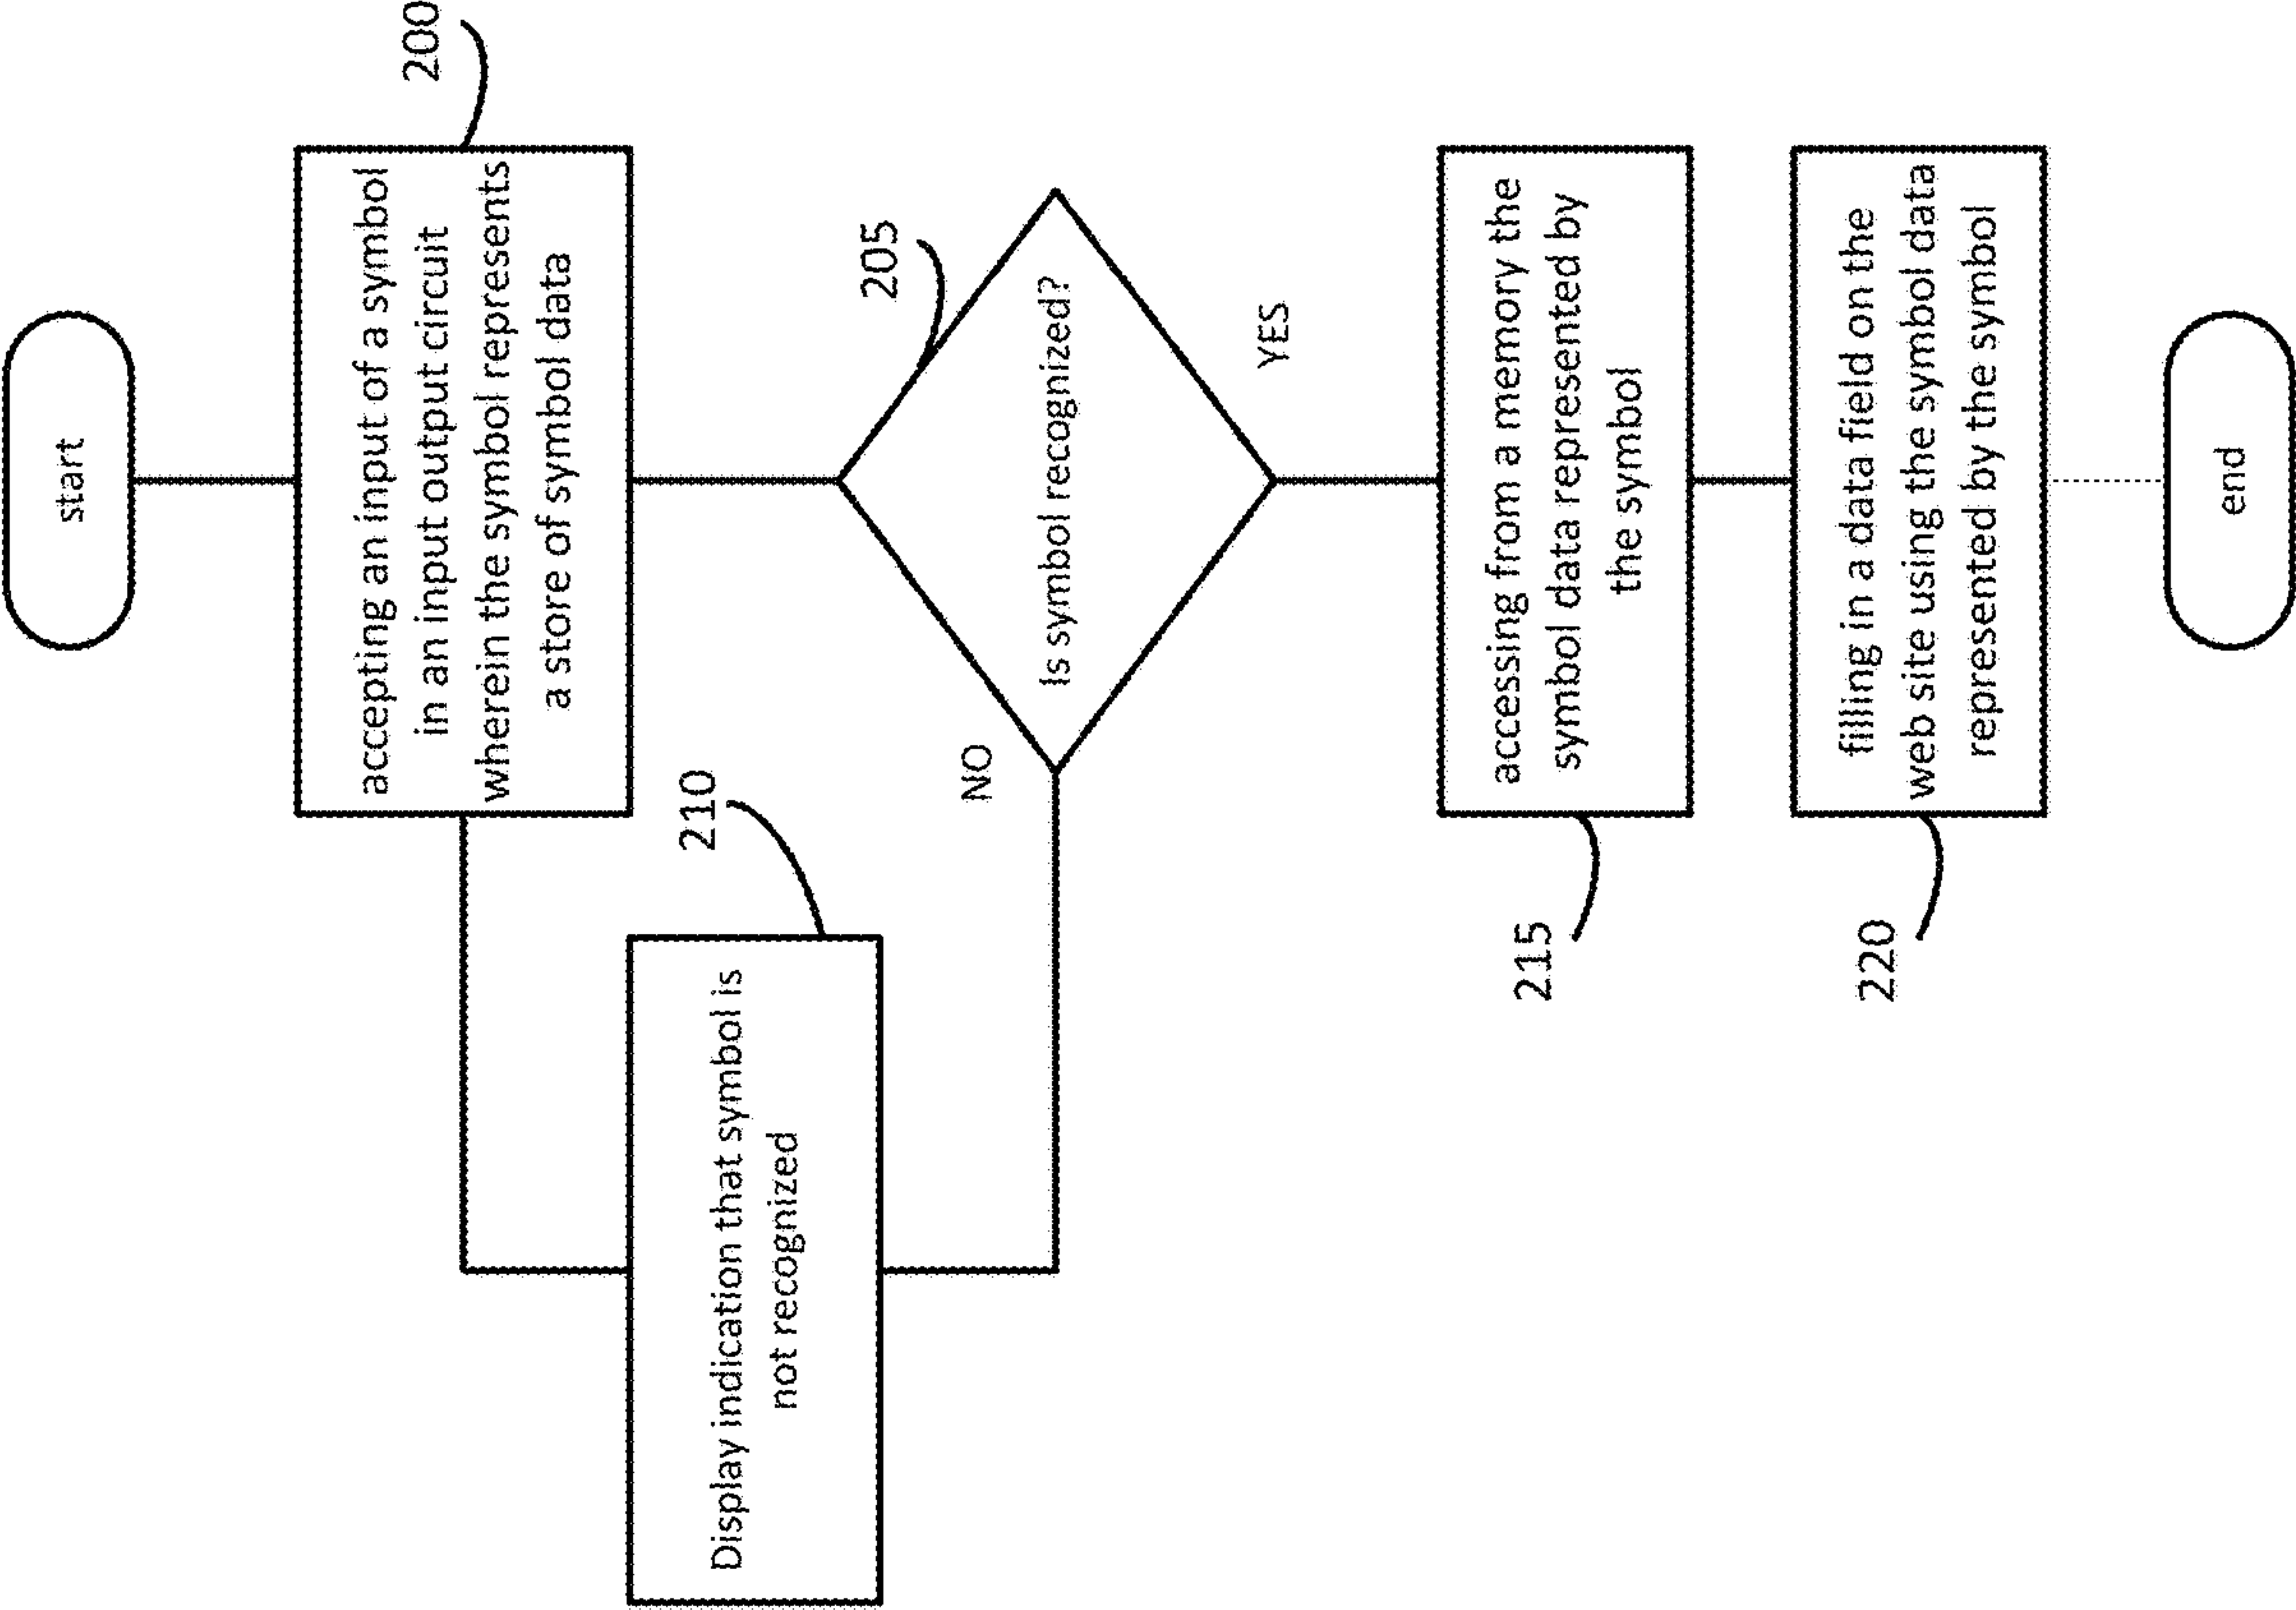 start
200
accepting an input of a symbol
in an input output circuit
wherein the symbol represents
a store of symbol data
205
Is symbol recognized?
NO
210
Display indication that symbol is
not recognized
YES
accessing from a memory the
symbol data represented by
the symbol
215
filling in a data field on the
web site using the symbol data
represented by the symbol
220
end